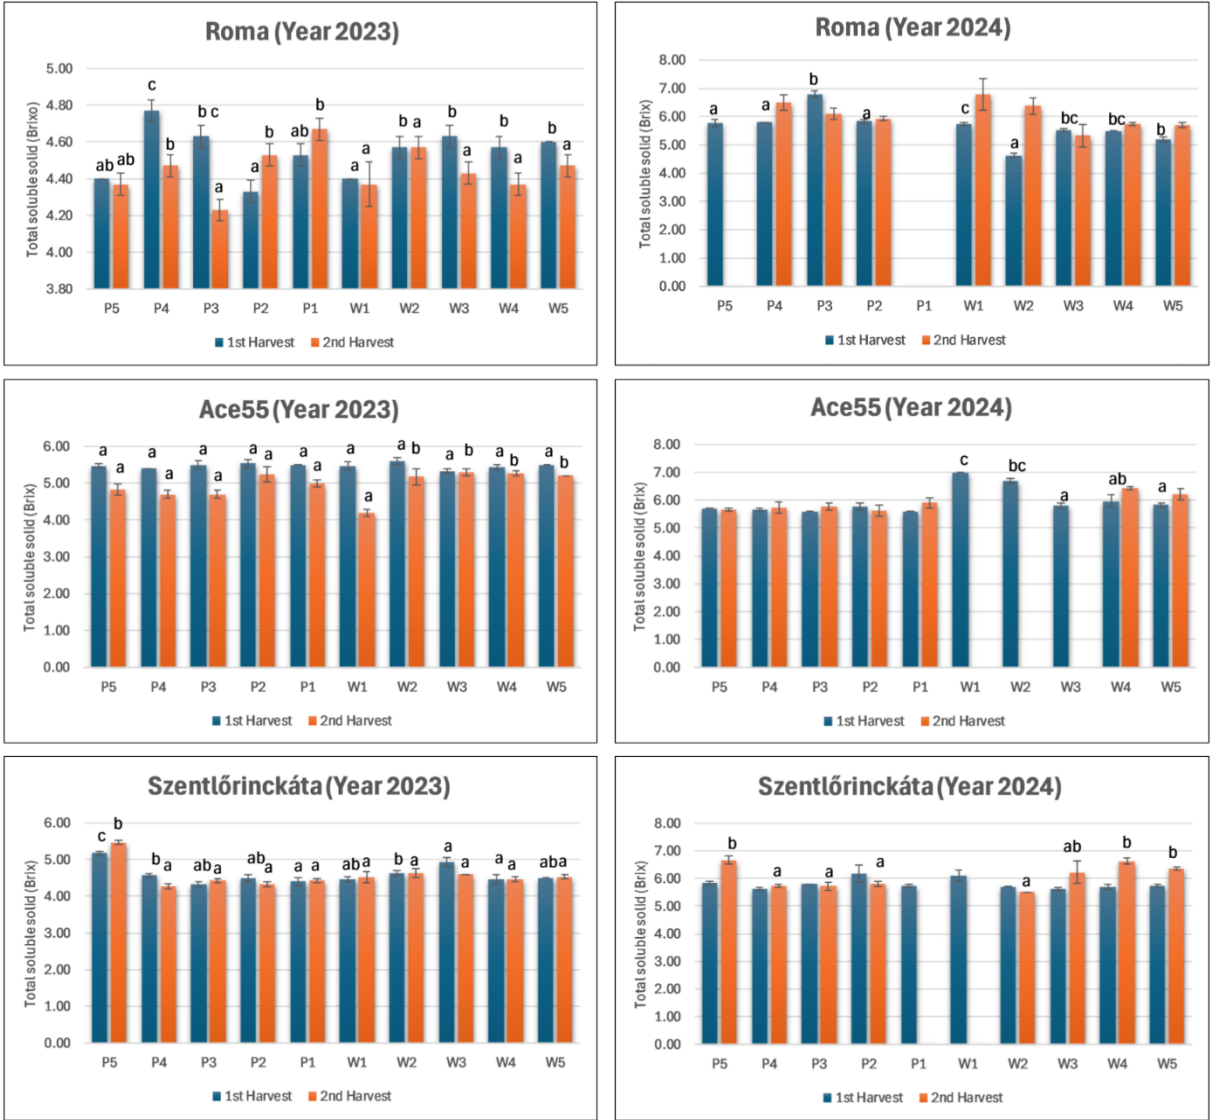 Roma (Year 2023)
Total soluble solid (Brixo)
5.00
4.80
4.60
4.40
4.20
4.00
3.80
ab ab c b b c a a b ab b a a b a b a b a b a
P5 P4 P3 P2 P1 W1 W2 W3 W4 W5
1st Harvest 2nd Harvest
Roma (Year 2024)
Total soluble solid (Brix)
8.00
7.00
6.00
5.00
4.00
3.00
2.00
1.00
0.00
a a b a c a bc bc b
P5 P4 P3 P2 P1 W1 W2 W3 W4 W5
1st Harvest 2nd Harvest
Ace55 (Year 2023)
Total soluble solid (Brix)
6.00
5.00
4.00
3.00
2.00
1.00
0.00
a a a a a a a a a a a a a b a b a b a b
P5 P4 P3 P2 P1 W1 W2 W3 W4 W5
1st Harvest 2nd Harvest
Ace55 (Year 2024)
Total soluble solid (Brix)
8.00
7.00
6.00
5.00
4.00
3.00
2.00
1.00
0.00
c bc a ab a
P5 P4 P3 P2 P1 W1 W2 W3 W4 W5
1st Harvest 2nd Harvest
Szentlőrinckáta (Year 2023)
Total soluble solid (Brix)
6.00
5.00
4.00
3.00
2.00
1.00
0.00
c b b a ab a ab a a a ab a b a a a a a aba
P5 P4 P3 P2 P1 W1 W2 W3 W4 W5
1st Harvest 2nd Harvest
Szentlőrinckáta (Year 2024)
Total soluble solid (Brix)
8.00
7.00
6.00
5.00
4.00
3.00
2.00
1.00
0.00
b a a a a ab b b
P5 P4 P3 P2 P1 W1 W2 W3 W4 W5
1st Harvest 2nd Harvest